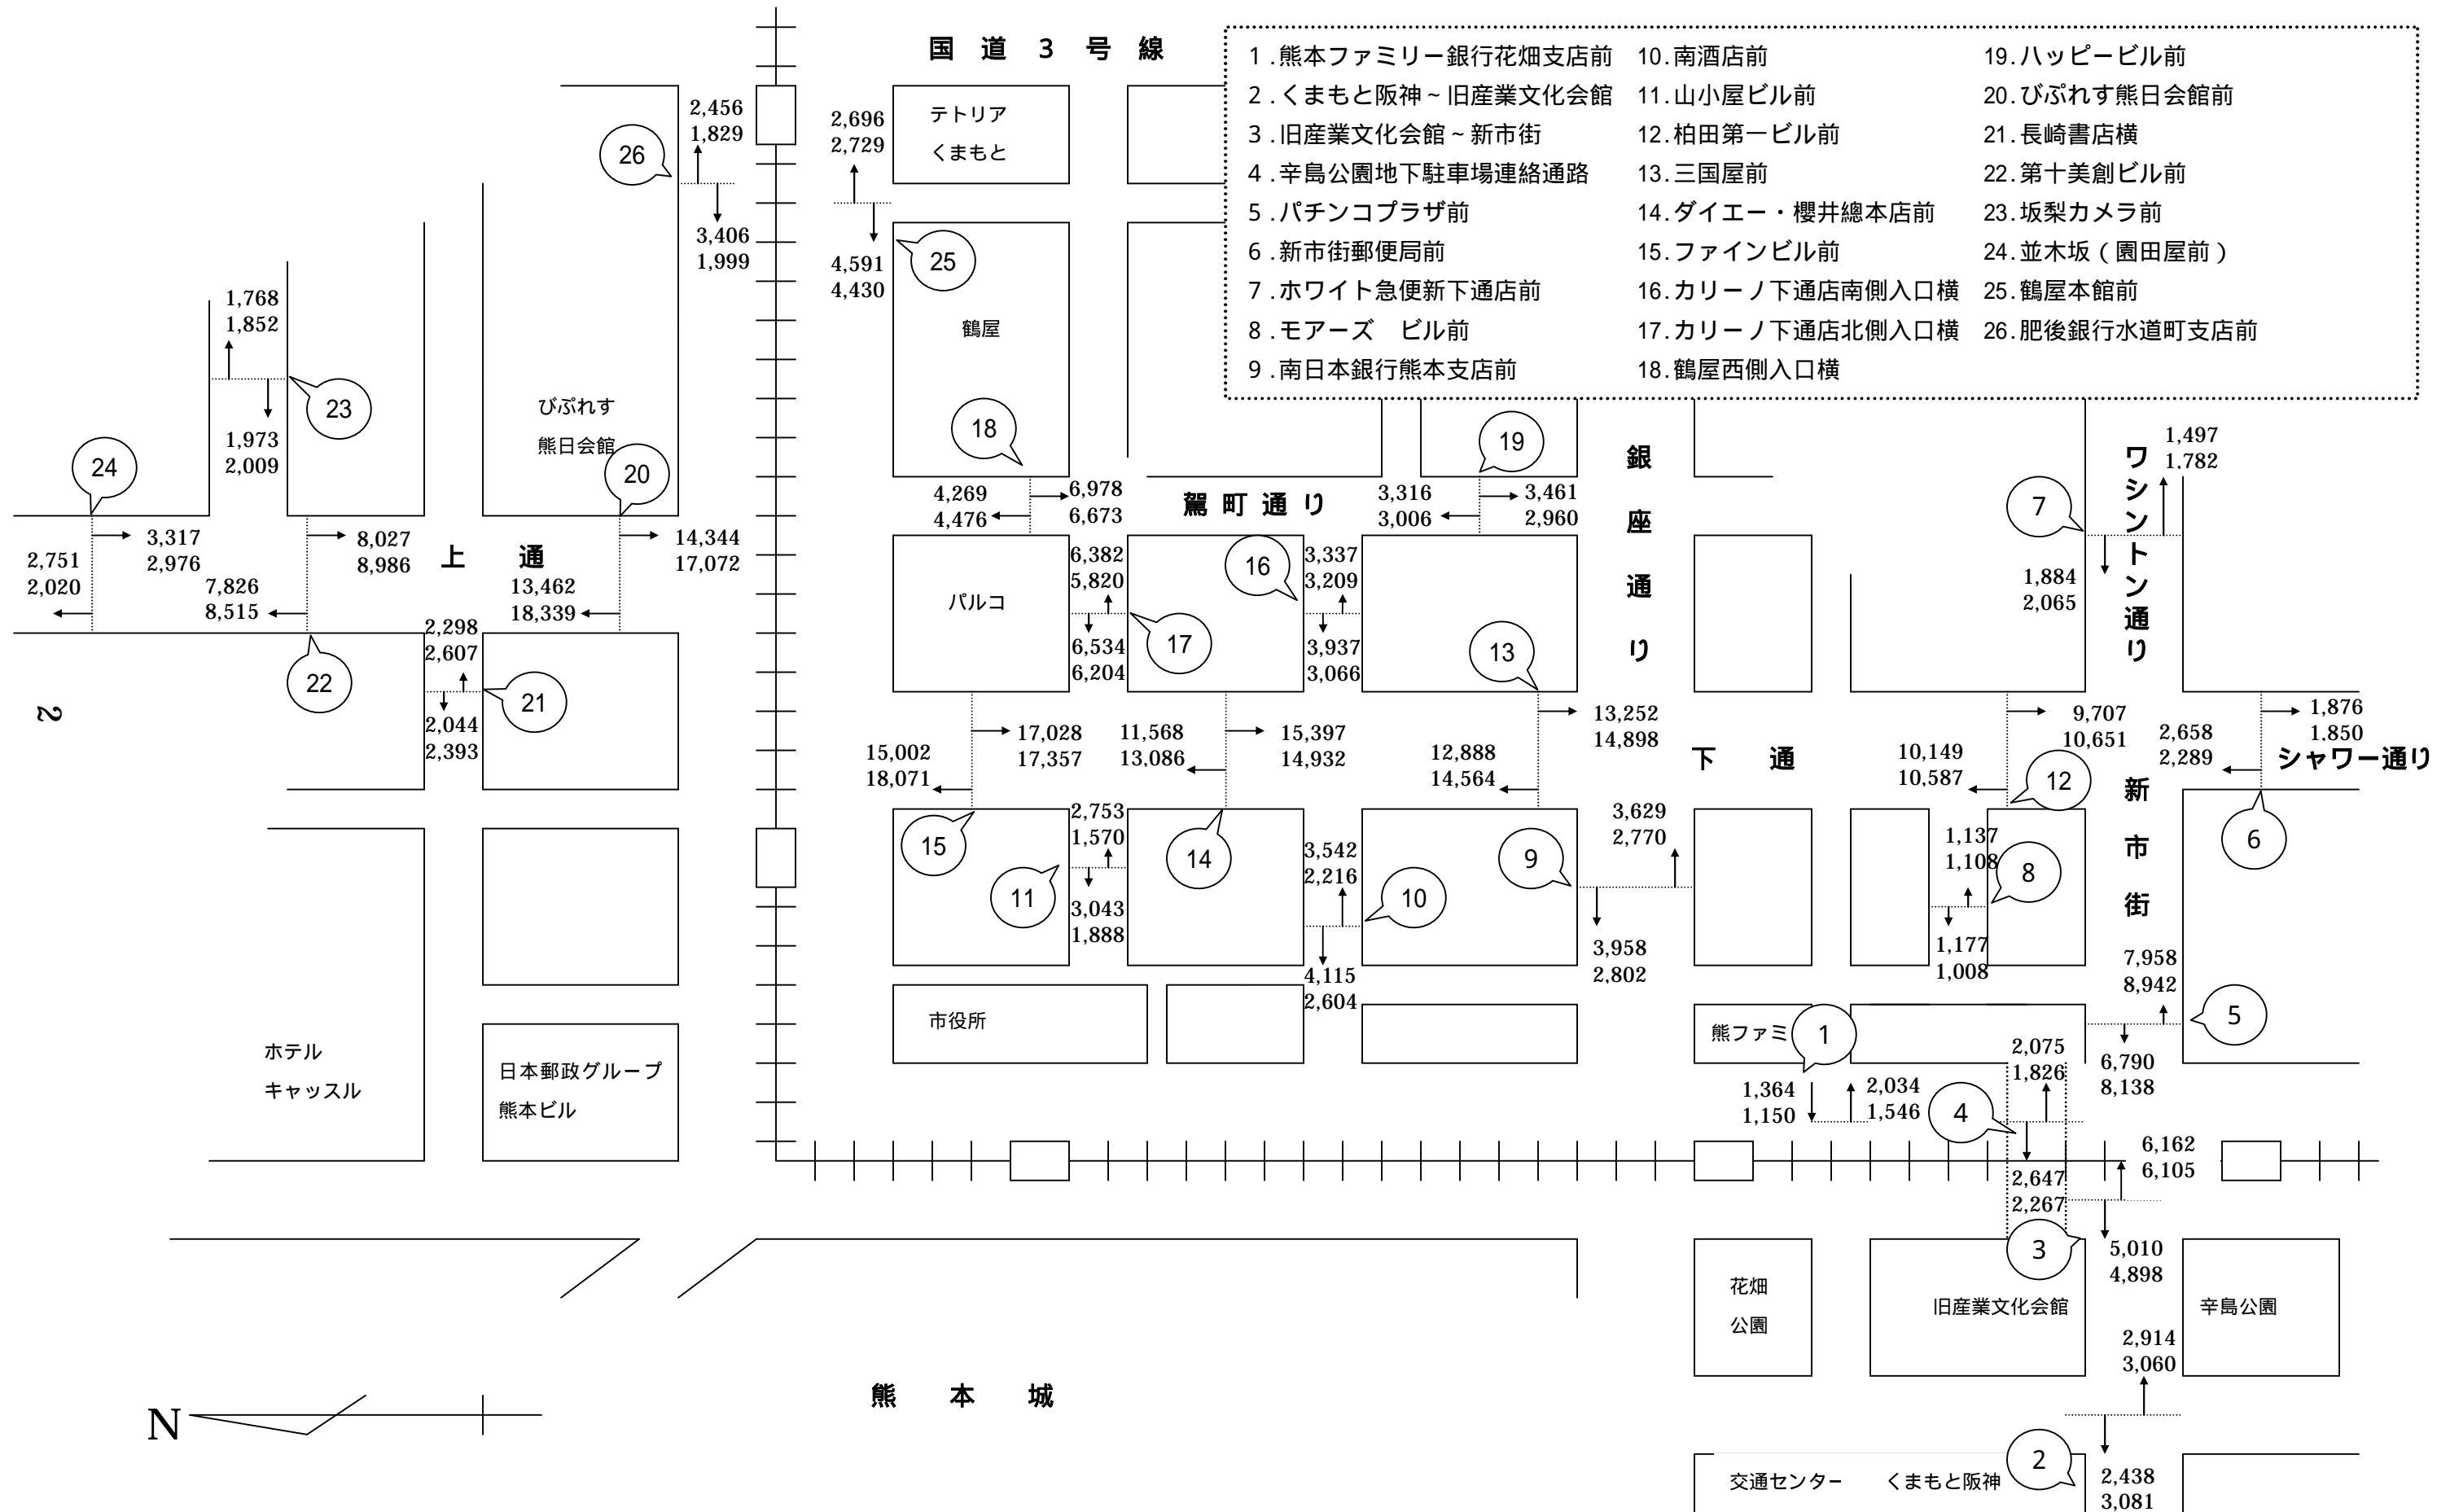 国道3号線
1.熊本ファミリー銀行花畑支店前
2.くまもと阪神~旧産業文化会館
3.旧産業文化会館~新市街
4.辛島公園地下駐車場連絡通路
5.パチンコプラザ前
6.新市街郵便局前
7.ホワイト急便新下通店前
8.モアーズ ビル前
9.南日本銀行熊本支店前
10.南酒店前
11.山小屋ビル前
12.柏田第一ビル前
13.三国屋前
14.ダイエー・櫻井總本店前
15.ファインビル前
16.カリーノ下通店南側入口横
17.カリーノ下通店北側入口横
18.鶴屋西側入口横
19.ハッピービル前
20.びぷれす熊日会館前
21.長崎書店横
22.第十美創ビル前
23.坂梨カメラ前
24.並木坂(園田屋前)
25.鶴屋本館前
26.肥後銀行水道町支店前
2,456
1,829
26
3,406
1,999
2,696
2,729
テトリア
くまもと
4,591
4,430
25
鶴屋
18
19
1,768
1,852
23
1,973
2,009
24
びぷれす
熊日会館
20
銀座通り
7
ワシントン通り
1,497
1,782
1,884
2,065
2,751
2,020
3,317
2,976
7,826
8,515
8,027
8,986
上通
13,462
18,339
14,344
17,072
4,269
4,476
6,978
6,673
駕町通り
3,316
3,006
3,461
2,960
パルコ
6,382
5,820
6,534
6,204
17
16
3,337
3,209
3,937
3,066
13
22
2,298
2,607
2,044
2,393
21
2
15,002
18,071
17,028
17,357
11,568
13,086
15,397
14,932
12,888
14,564
13,252
14,898
下通
10,149
10,587
9,707
10,651
12
2,658
2,289
1,876
1,850
シャワー通り
新市街
6
15
11
2,753
1,570
3,043
1,888
14
3,542
2,216
4,115
2,604
10
9
3,629
2,770
3,958
2,802
1,137
1,108
1,177
1,008
8
7,958
8,942
6,790
8,138
5
ホテル
キャッスル
日本郵政グループ
熊本ビル
市役所
熊ファミ
1
1,364
1,150
2,034
1,546
4
2,075
1,826
2,647
2,267
6,162
6,105
3
5,010
4,898
花畑
公園
旧産業文化会館
辛島公園
2,914
3,060
熊本城
N
交通センター
くまもと阪神
2
2,438
3,081